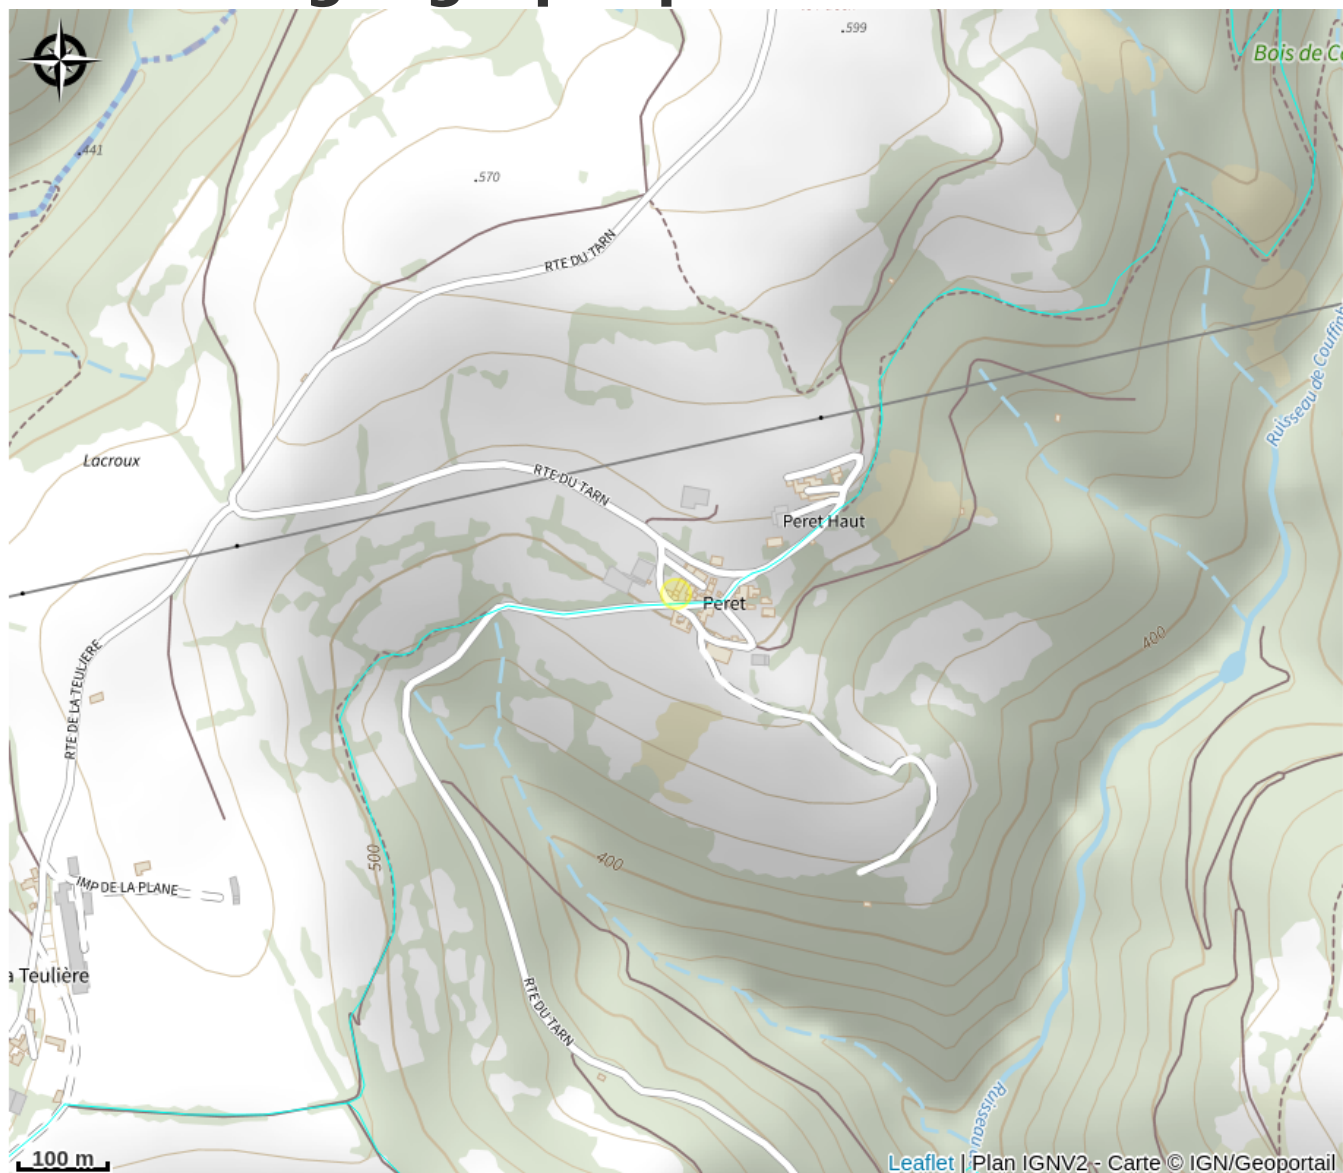 .599
Bois de C
.441
.570
RTE DU TARN
Ruisseau de Couffin
Lacroux
RTE DU TARN
Peret Haut
Peret
400
RTE DE LA TEULIERE
500
400
IMP DE LA PLANE
a Teulière
RTE DU TARN
Ruisseau
100 m
Leaflet | Plan IGNV2 - Carte © IGN/Geoportail